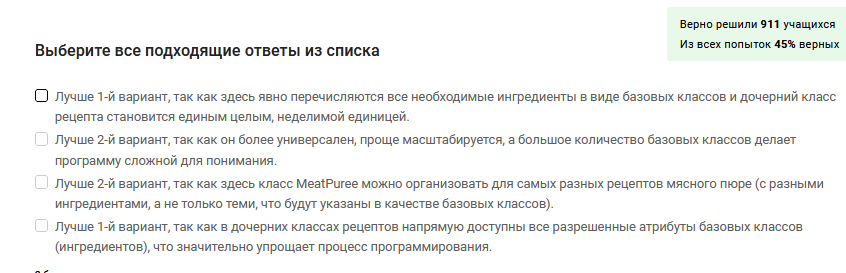 Верно решили 911 учащихся
Из всех попыток 45% верных
Выберите все подходящие ответы из списка
Лучше 1-й вариант, так как здесь явно перечисляются все необходимые ингредиенты в виде базовых классов и дочерний класс
рецепта становится единым целым, неделимой единицей.
Лучше 2-й вариант, так как он более универсален, проще масштабируется, а большое количество базовых классов делает
программу сложной для понимания.
Лучше 2-й вариант, так как здесь класс MeatPuree можно организовать для самых разных рецептов мясного пюре (с разными
ингредиентами, а не только теми, что будут указаны в качестве базовых классов).
Лучше 1-й вариант, так как в дочерних классах рецептов напрямую доступны все разрешенные атрибуты базовых классов
(ингредиентов), что значительно упрощает процесс программирования.